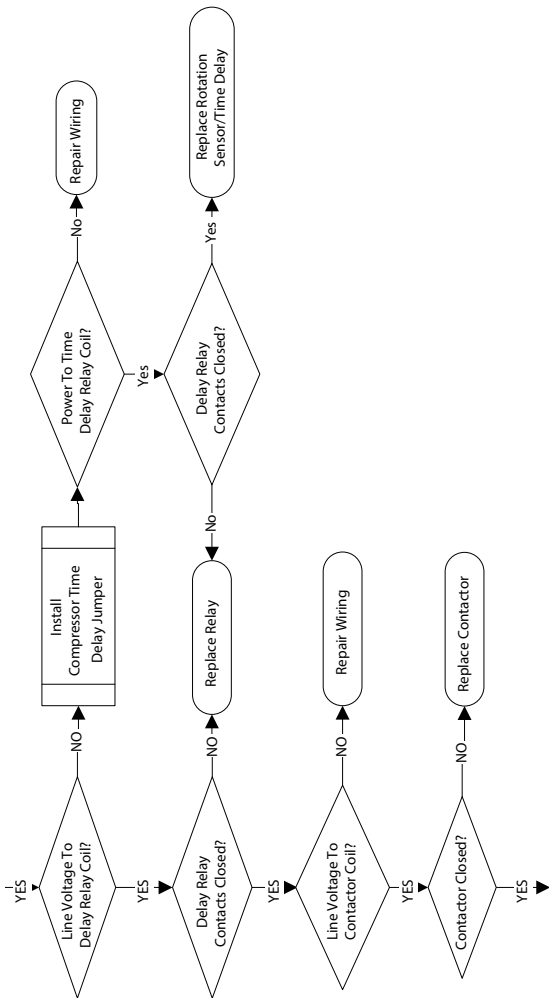 YES
Line Voltage To
Delay Relay Coil?
NO
Install
Compressor Time
Delay Jumper
Power To Time
Delay Relay Coil?
No
Repair Wiring
Yes
YES
Delay Relay
Contacts Closed?
NO
Replace Relay
No
Delay Relay
Contacts Closed?
Yes
Replace Rotation
Sensor/Time Delay
YES
Line Voltage To
Contactor Coil?
NO
Repair Wiring
YES
Contactor Closed?
NO
Replace Contactor
YES